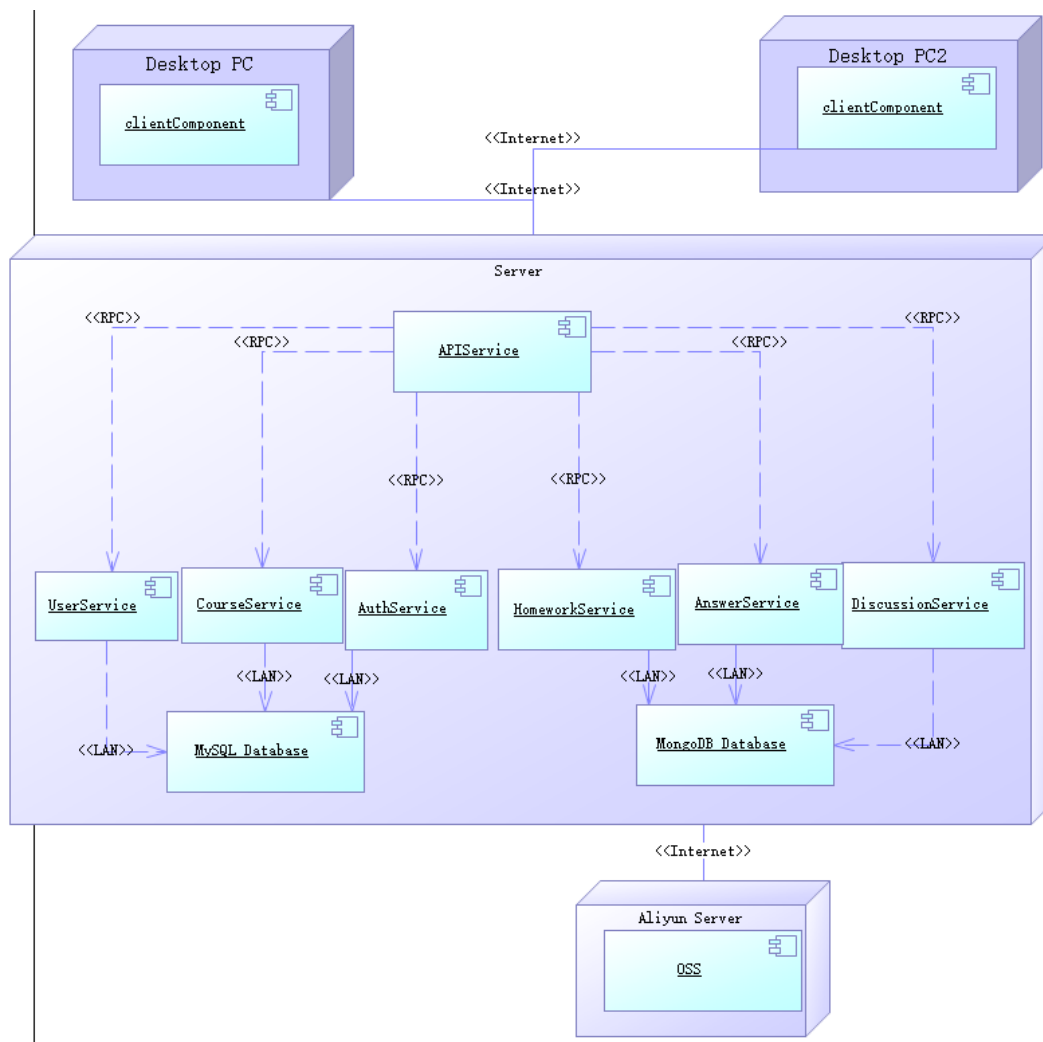 Desktop PC
Desktop PC2
clientComponent
clientComponent
<<Internet>>
<<Internet>>
Server
<<RPC>>
<<RPC>>
<<RPC>>
<<RPC>>
APIService
<<RPC>>
<<RPC>>
UserService
CourseService
AuthService
HomeworkService
AnswerService
DiscussionService
<<LAN>>
<<LAN>>
<<LAN>>
<<LAN>>
<<LAN>>
MySQL Database
MongoDB Database
<<LAN>>
<<Internet>>
Aliyun Server
OSS